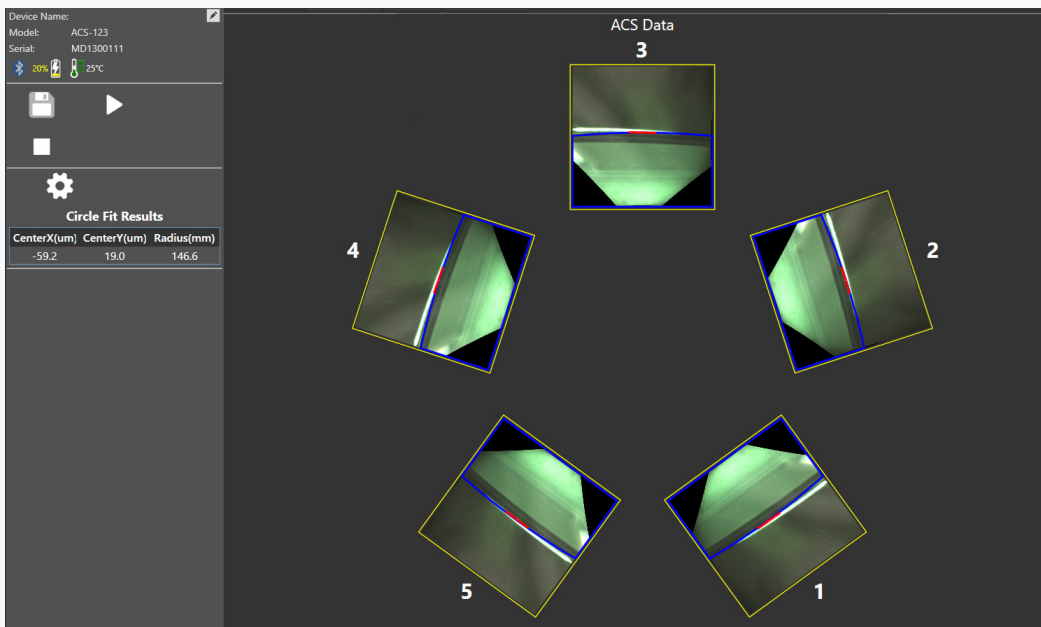 Device Name:
Model: ACS-123
Serial: MD1300111
20% 25°C
Circle Fit Results
CenterX(um) CenterY(um) Radius(mm)
-59.2 19.0 146.6
ACS Data
3
4
2
5
1